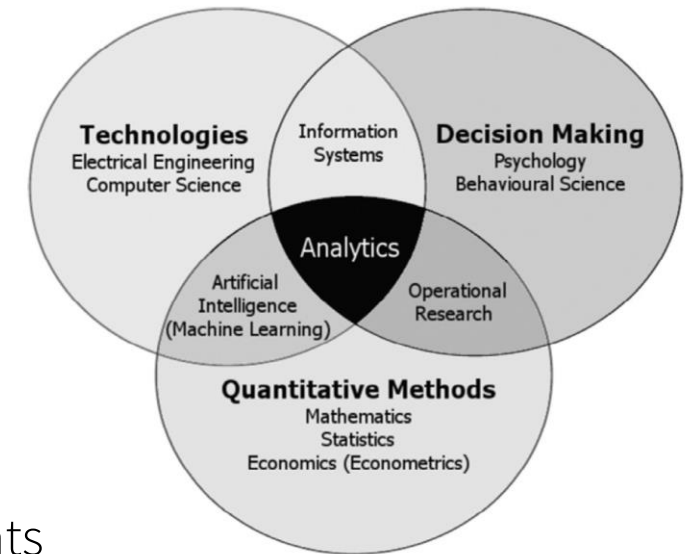 Technologies
Electrical Engineering
Computer Science
Information
Systems
Decision Making
Psychology
Behavioural Science
Analytics
Artificial
Intelligence
(Machine Learning)
Operational
Research
Quantitative Methods
Mathematics
Statistics
Economics (Econometrics)